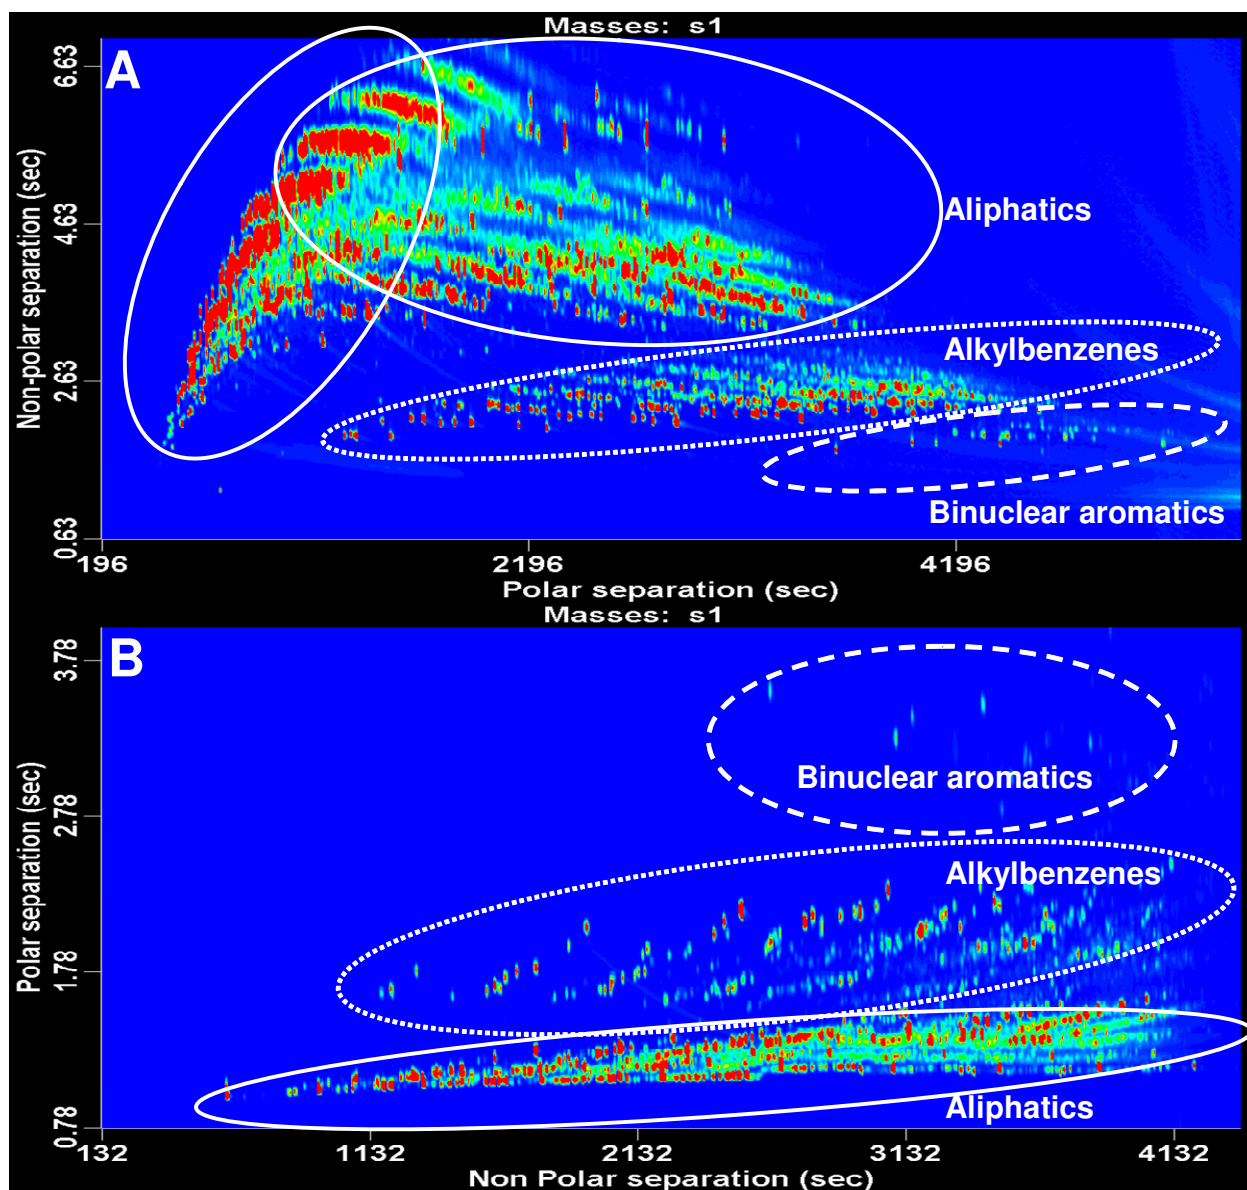 Masses: s1
A
6.63
4.63
2.63
0.63
Non-polar separation (sec)
Aliphatics
Alkylbenzenes
Binuclear aromatics
196
2196
4196
Polar separation (sec)
Masses: s1
B
3.78
2.78
1.78
0.78
Polar separation (sec)
Binuclear aromatics
Alkylbenzenes
Aliphatics
132
1132
2132
3132
4132
Non Polar separation (sec)